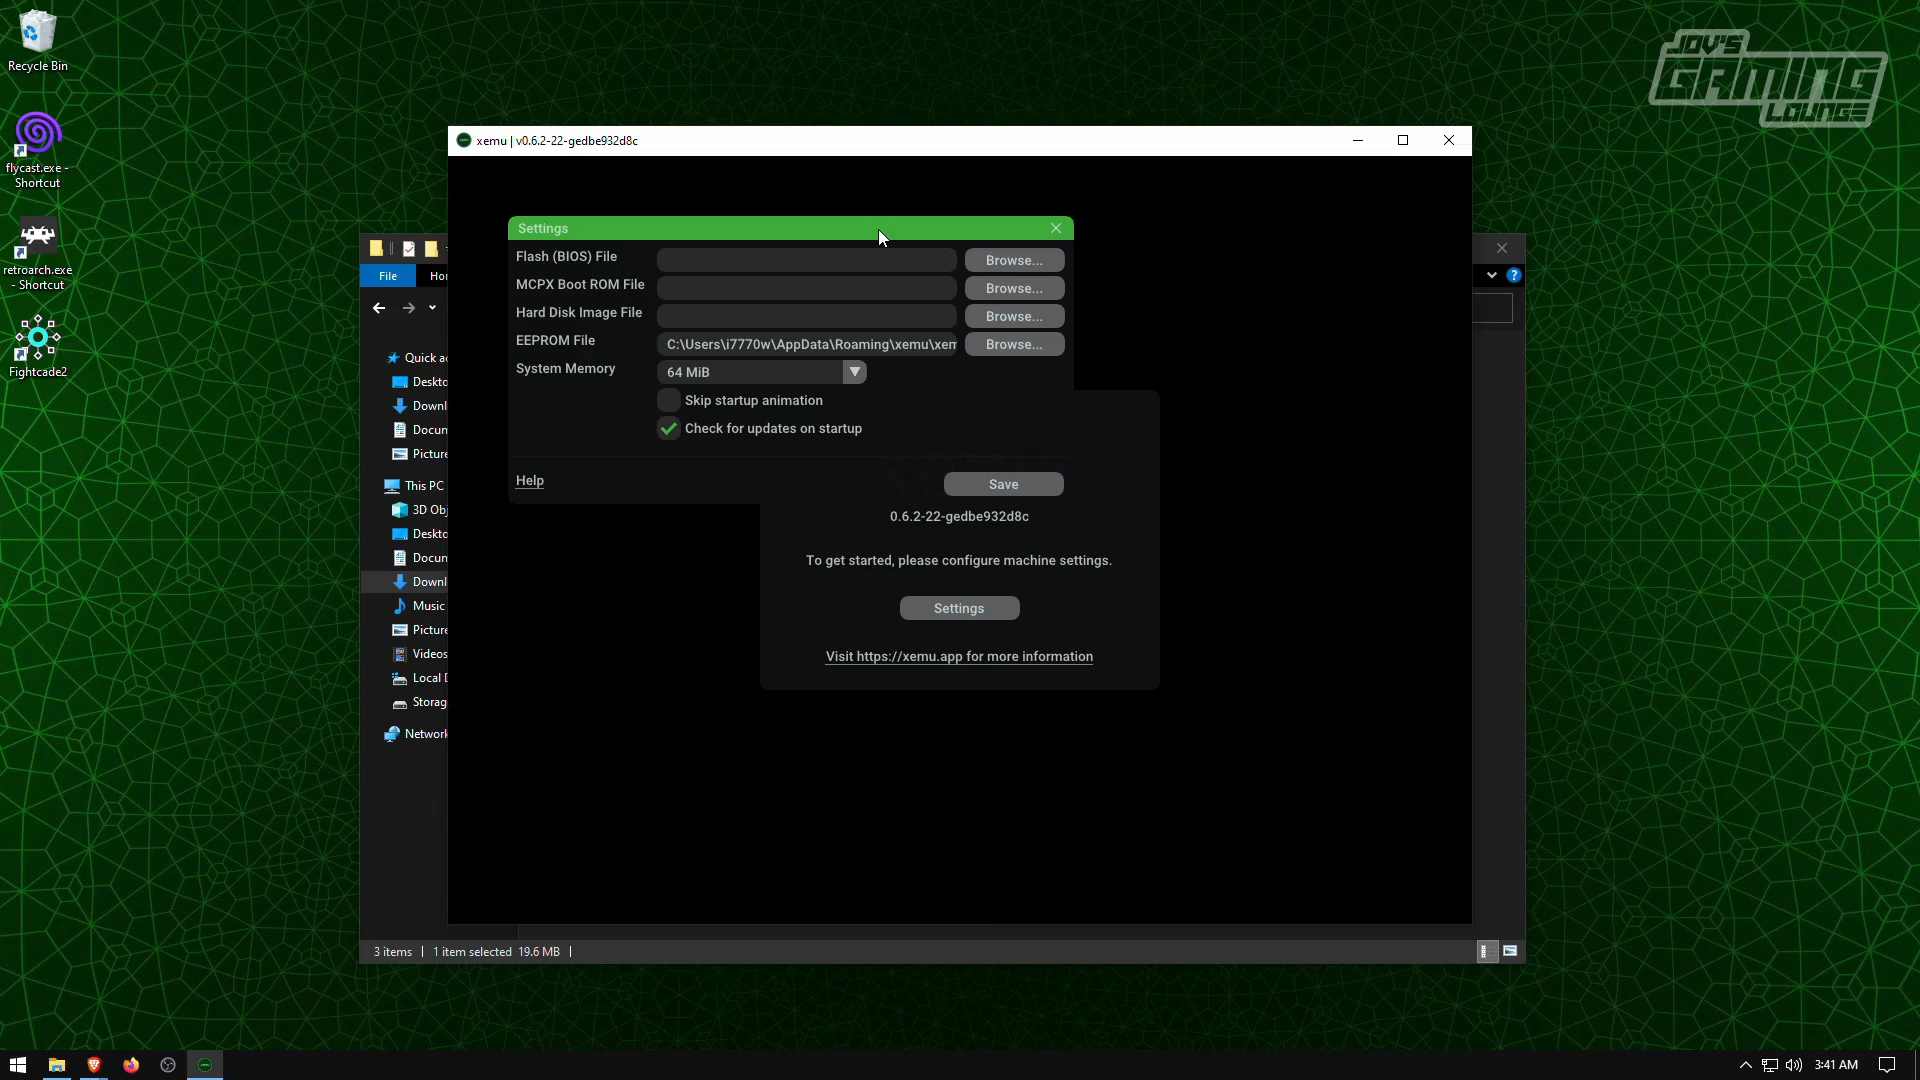 Recycle Bin
flycast.exe -
Shortcut
retroarch.exe
- Shortcut
Fightcade2
JOV'S
GAMING
LOUNGE
xemu | v0.6.2-22-gedbe932d8c
Settings
Flash (BIOS) File
Browse...
MCPX Boot ROM File
Browse...
Hard Disk Image File
Browse...
EEPROM File
C:\Users\i7770w\AppData\Roaming\xemu\xem
Browse...
System Memory
64 MiB
Skip startup animation
Check for updates on startup
Help
Save
0.6.2-22-gedbe932d8c
To get started, please configure machine settings.
Settings
Visit https://xemu.app for more information
File
Hor
Quick a
Deskto
Downl
Docum
Picture
This PC
3D Obj
Deskto
Docum
Downl
Music
Picture
Videos
Local D
Storag
Network
3 items
1 item selected 19.6 MB
3:41 AM